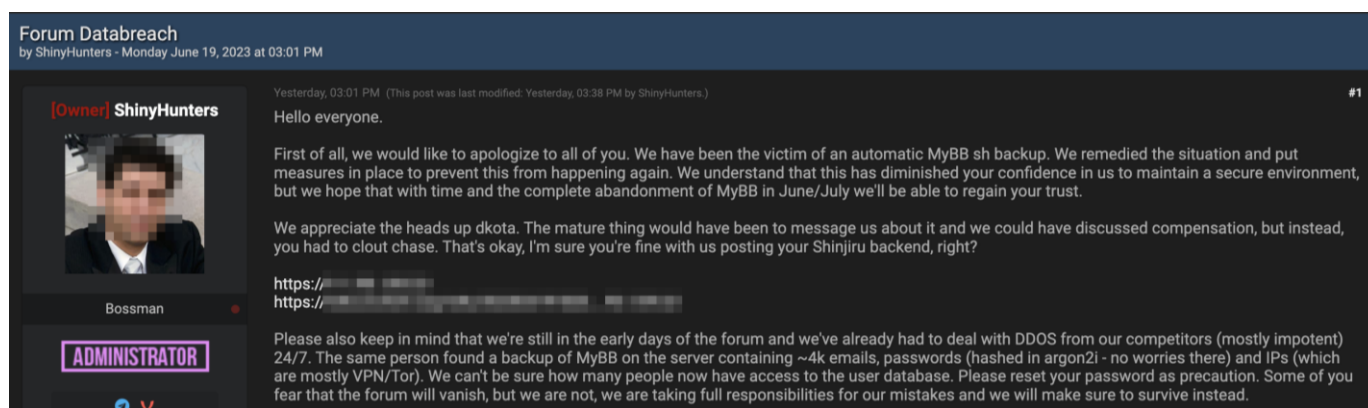 Forum Databreach
by ShinyHunters - Monday June 19, 2023 at 03:01 PM
[Owner] ShinyHunters
Bossman
ADMINISTRATOR
Yesterday, 03:01 PM (This post was last modified: Yesterday, 03:38 PM by ShinyHunters.)
#1
Hello everyone.
First of all, we would like to apologize to all of you. We have been the victim of an automatic MyBB sh backup. We remedied the situation and put
measures in place to prevent this from happening again. We understand that this has diminished your confidence in us to maintain a secure environment,
but we hope that with time and the complete abandonment of MyBB in June/July we'll be able to regain your trust.
We appreciate the heads up dkota. The mature thing would have been to message us about it and we could have discussed compensation, but instead,
you had to clout chase. That's okay, I'm sure you're fine with us posting your Shinjiru backend, right?
https://
https://
Please also keep in mind that we're still in the early days of the forum and we've already had to deal with DDOS from our competitors (mostly impotent)
24/7. The same person found a backup of MyBB on the server containing ~4k emails, passwords (hashed in argon2i - no worries there) and IPs (which
are mostly VPN/Tor). We can't be sure how many people now have access to the user database. Please reset your password as precaution. Some of you
fear that the forum will vanish, but we are not, we are taking full responsibilities for our mistakes and we will make sure to survive instead.